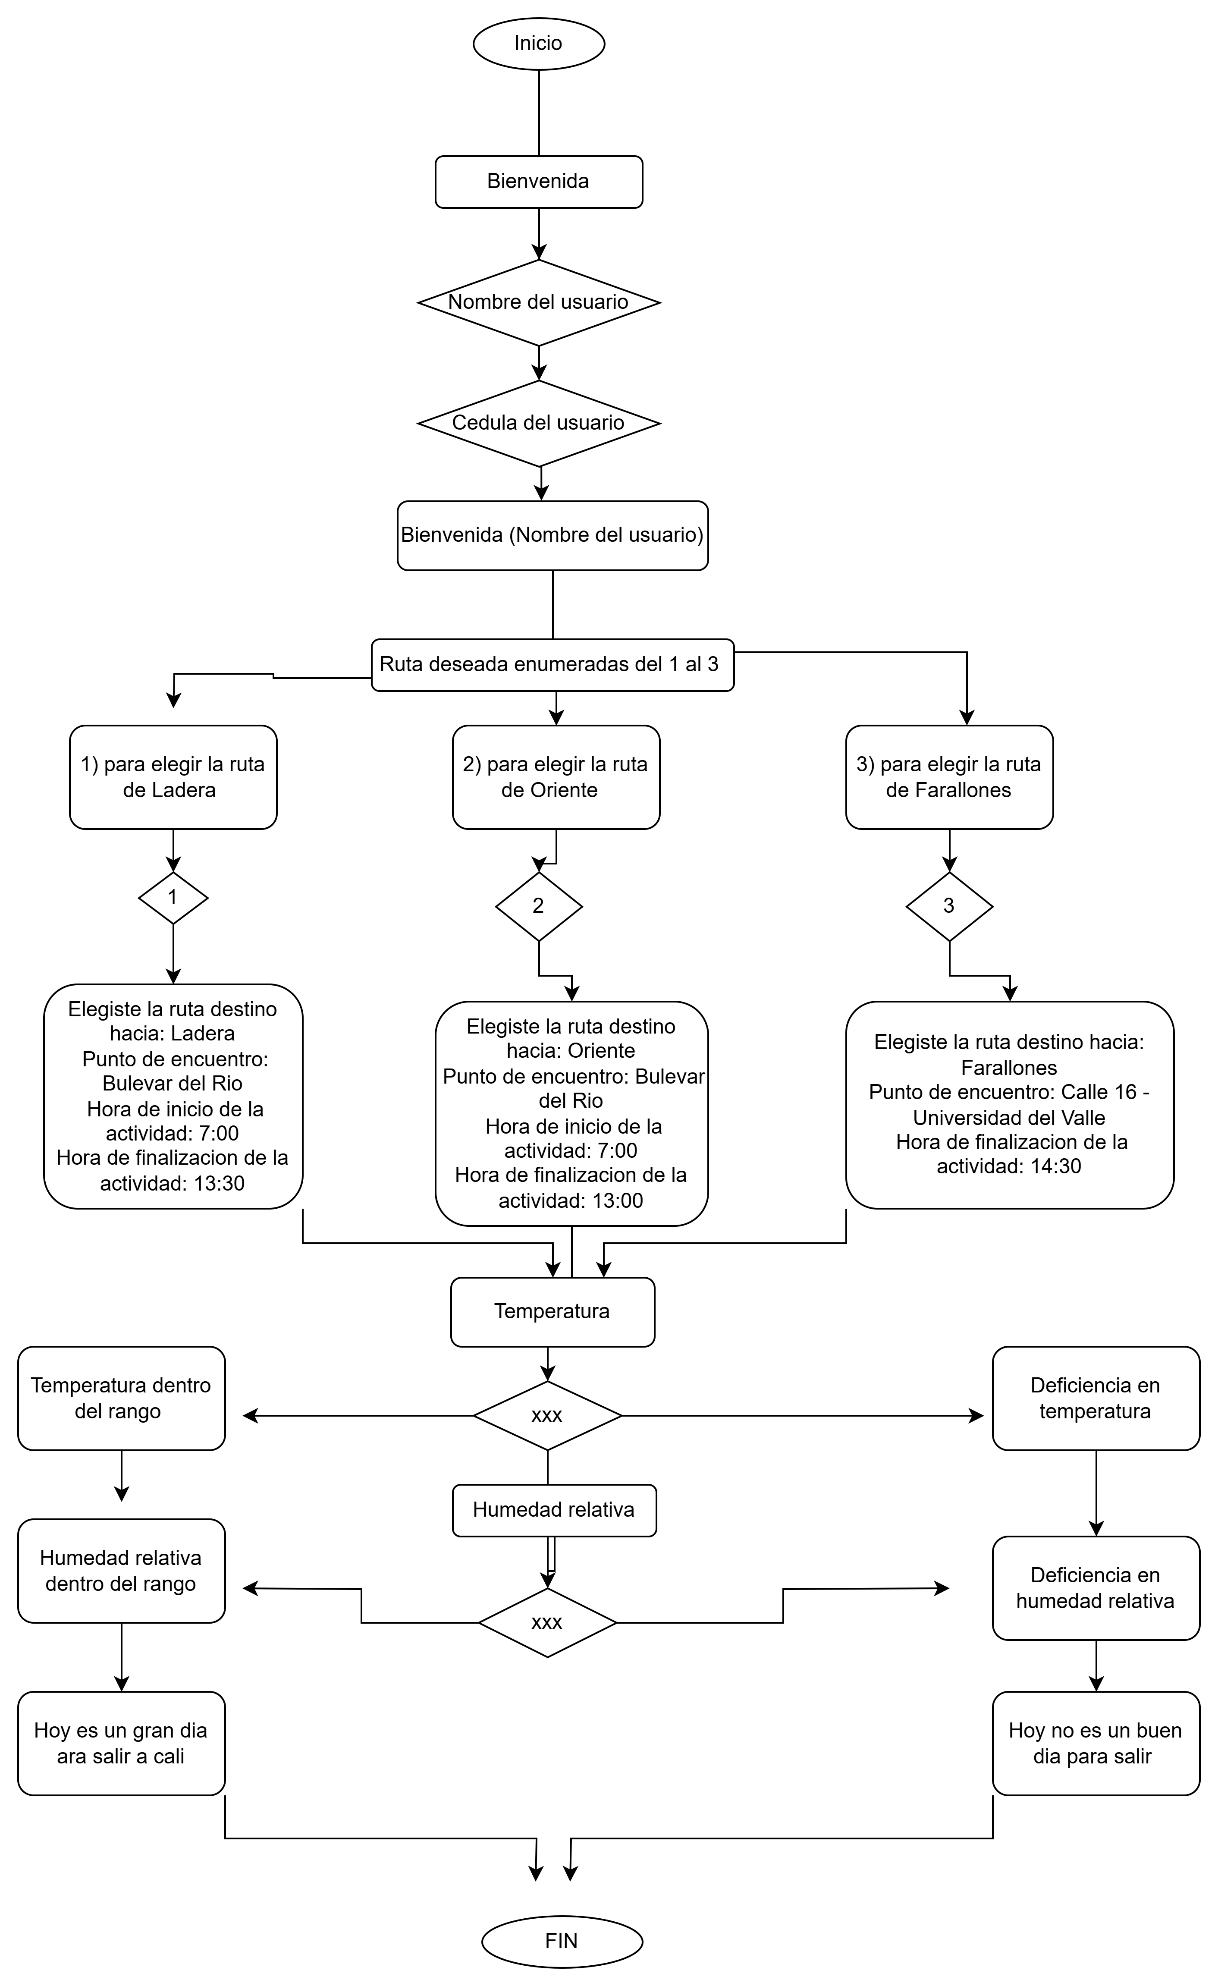 Inicio
Bienvenida
Nombre del usuario
Cedula del usuario
Bienvenida (Nombre del usuario)
Ruta deseada enumeradas del 1 al 3
1) para elegir la ruta
de Ladera
2) para elegir la ruta
de Oriente
3) para elegir la ruta
de Farallones
1
2
3
Elegiste la ruta destino
hacia: Ladera
Punto de encuentro:
Bulevar del Rio
Hora de inicio de la
actividad: 7:00
Hora de finalizacion de la
actividad: 13:30
Elegiste la ruta destino
hacia: Oriente
Punto de encuentro: Bulevar
del Rio
Hora de inicio de la
actividad: 7:00
Hora de finalizacion de la
actividad: 13:00
Elegiste la ruta destino hacia:
Farallones
Punto de encuentro: Calle 16 -
Universidad del Valle
Hora de finalizacion de la
actividad: 14:30
Temperatura
Temperatura dentro
del rango
xxx
Deficiencia en
temperatura
Humedad relativa
Humedad relativa
dentro del rango
xxx
Deficiencia en
humedad relativa
Hoy es un gran dia
ara salir a cali
Hoy no es un buen
dia para salir
FIN